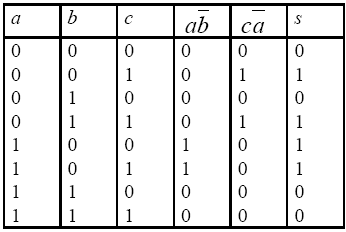 a b c ab̅ ca̅ s
0 0 0 0 0 0
0 0 1 0 1 1
0 1 0 0 0 0
0 1 1 0 1 1
1 0 0 1 0 1
1 0 1 1 0 1
1 1 0 0 0 0
1 1 1 0 0 0